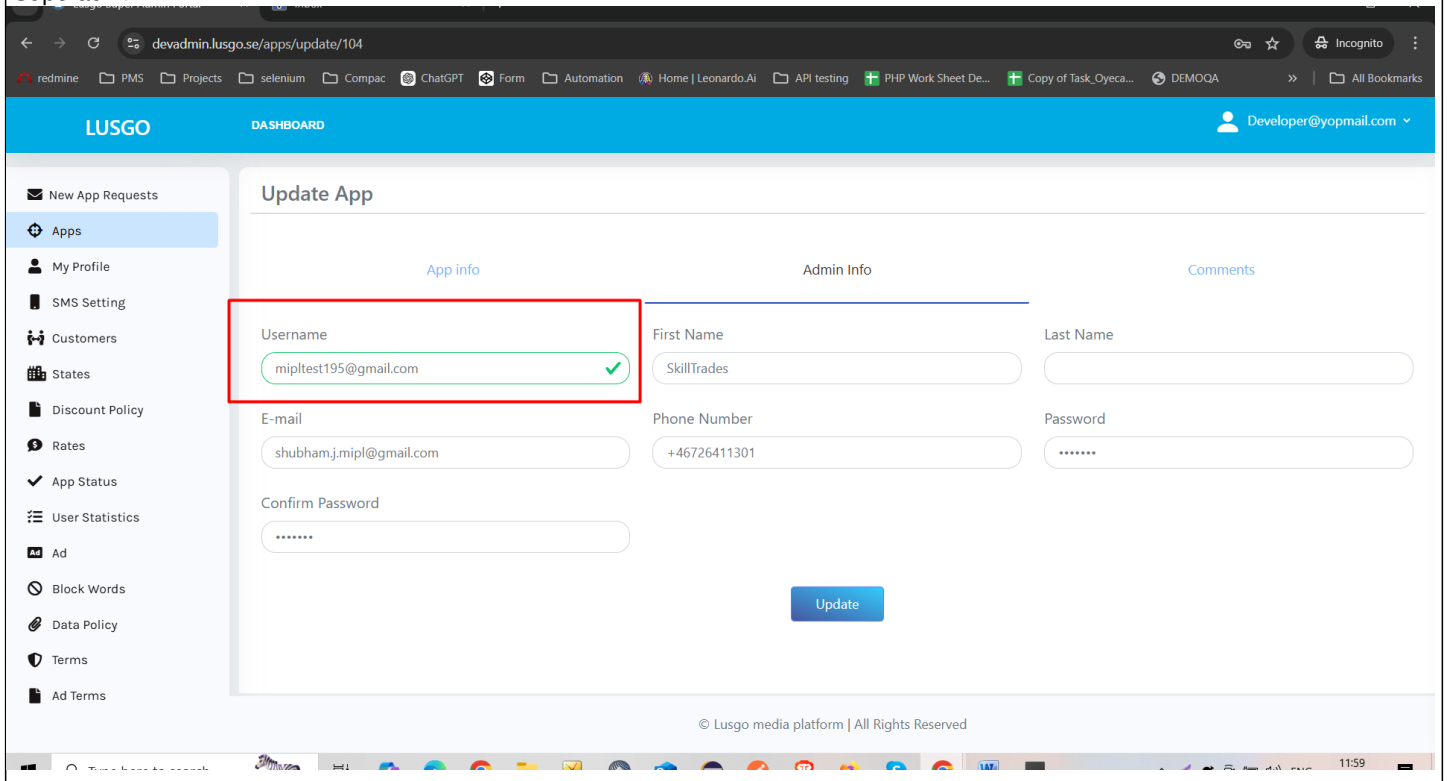 devadmin.lusgo.se/apps/update/104
Incognito
redmine PMS Projects selenium Compac ChatGPT Form Automation Home | Leonardo.Ai API testing PHP Work Sheet De... Copy of Task_Oyeca... DEMOQA » All Bookmarks
LUSGO DASHBOARD Developer@yopmail.com
New App Requests
Apps
My Profile
SMS Setting
Customers
States
Discount Policy
Rates
App Status
User Statistics
Ad
Block Words
Data Policy
Terms
Ad Terms
Update App
App info Admin Info Comments
Username First Name Last Name
mipltest195@gmail.com SkillTrades
E-mail Phone Number Password
shubham.j.mipl@gmail.com +46726411301 •••••••
Confirm Password
•••••••
Update
© Lusgo media platform | All Rights Reserved
11:59